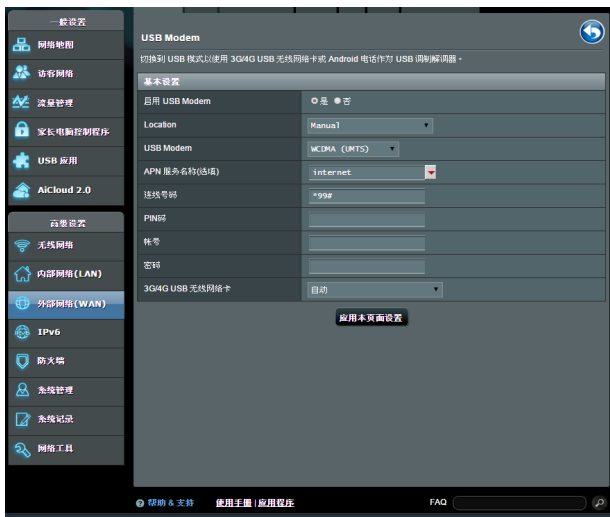 一般设置
网络地图
访客网络
流量管理
家长电脑控制程序
USB 应用
AiCloud 2.0
高级设置
无线网络
内部网络(LAN)
外部网络(WAN)
IPv6
防火墙
系统管理
系统记录
网络工具
USB Modem
切换到 USB 模式以使用 3G/4G USB 无线网络卡或 Android 电话作为 USB 调制解调器。
基本设置
启用 USB Modem 是 否
Location Manual
USB Modem WCDMA (UMTS)
APN 服务名称(选项) internet
连线号码 *99#
PIN码
帐号
密码
3G/4G USB 无线网络卡 自动
应用本页面设置
帮助 & 支持 使用手册 | 应用程序 FAQ